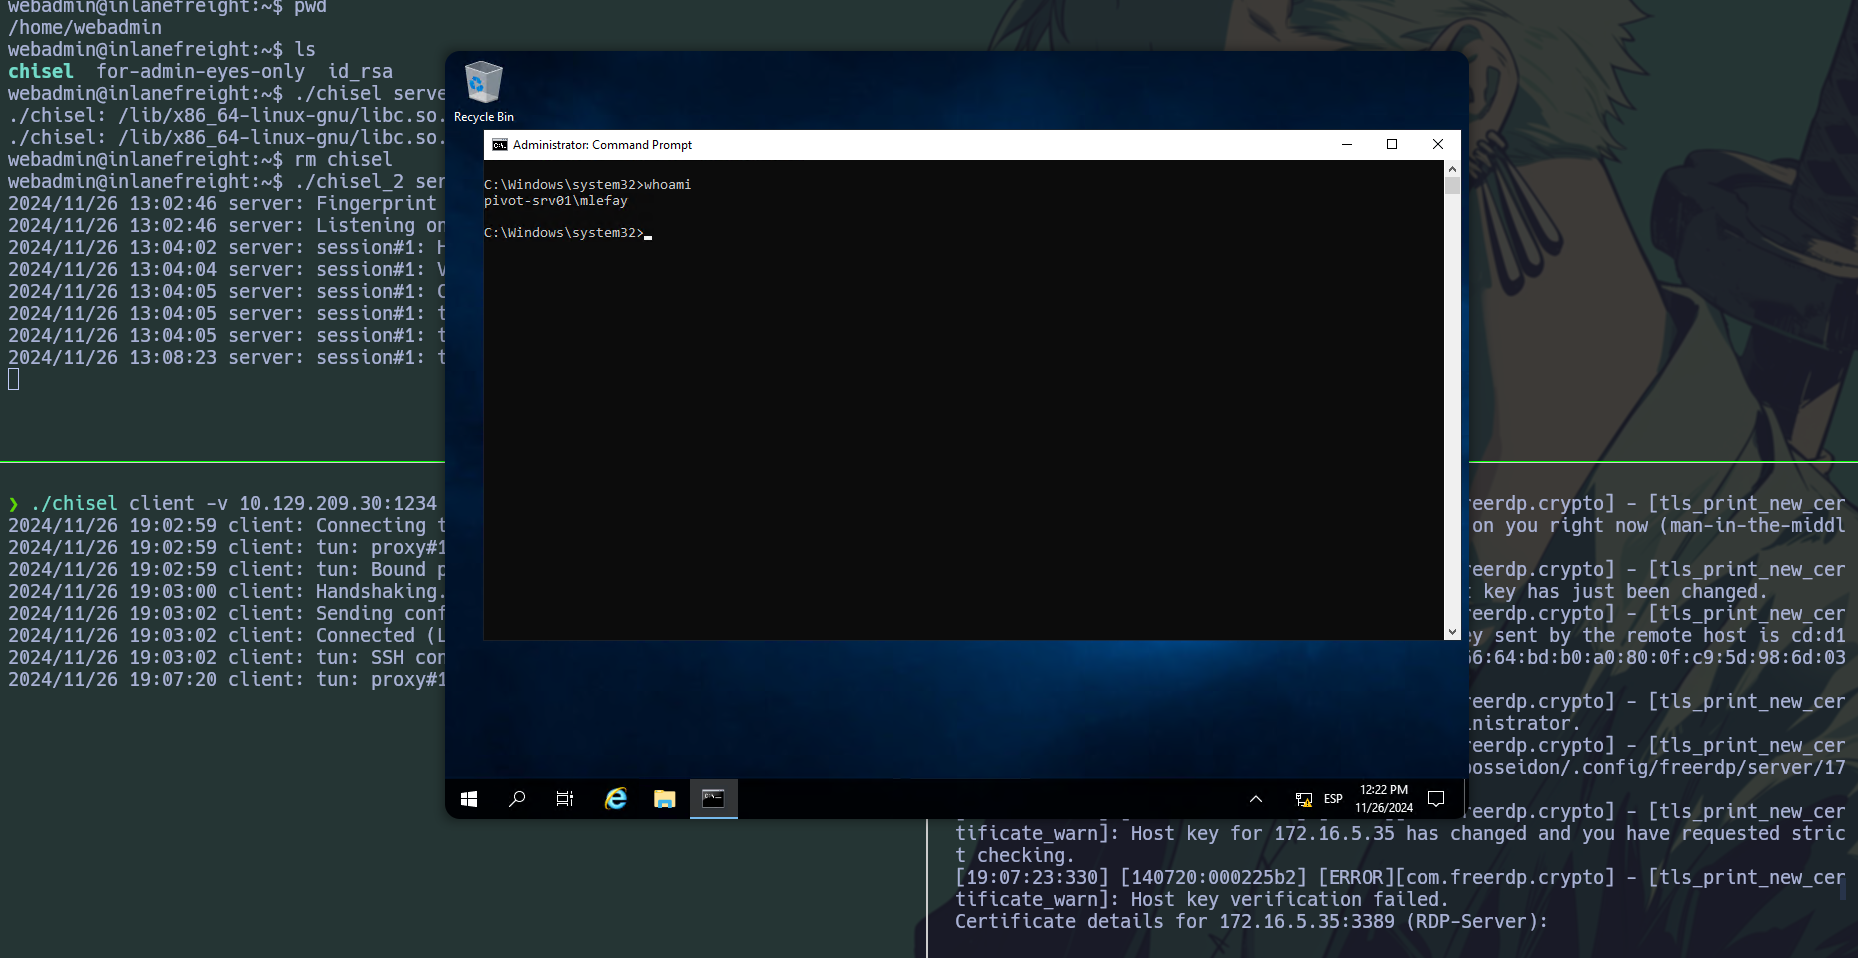 webadmin@inlanefreight:~$ pwd
/home/webadmin
webadmin@inlanefreight:~$ ls
chisel for-admin-eyes-only id_rsa
webadmin@inlanefreight:~$ ./chisel serve
./chisel: /lib/x86_64-linux-gnu/libc.so.
./chisel: /lib/x86_64-linux-gnu/libc.so.
webadmin@inlanefreight:~$ rm chisel
webadmin@inlanefreight:~$ ./chisel_2 ser
2024/11/26 13:02:46 server: Fingerprint
2024/11/26 13:02:46 server: Listening on
2024/11/26 13:04:02 server: session#1: H
2024/11/26 13:04:04 server: session#1: V
2024/11/26 13:04:05 server: session#1: C
2024/11/26 13:04:05 server: session#1: t
2024/11/26 13:04:05 server: session#1: t
2024/11/26 13:08:23 server: session#1: t
Recycle Bin
Administrator: Command Prompt
C:\Windows\system32>whoami
pivot-srv01\mlefay
C:\Windows\system32>
ESP
12:22 PM
11/26/2024
❯ ./chisel client -v 10.129.209.30:1234
2024/11/26 19:02:59 client: Connecting t
2024/11/26 19:02:59 client: tun: proxy#1
2024/11/26 19:02:59 client: tun: Bound p
2024/11/26 19:03:00 client: Handshaking.
2024/11/26 19:03:02 client: Sending conf
2024/11/26 19:03:02 client: Connected (L
2024/11/26 19:03:02 client: tun: SSH con
2024/11/26 19:07:20 client: tun: proxy#1
reerdp.crypto] - [tls_print_new_cer
on you right now (man-in-the-middl
reerdp.crypto] - [tls_print_new_cer
key has just been changed.
reerdp.crypto] - [tls_print_new_cer
ey sent by the remote host is cd:d1
66:64:bd:b0:a0:80:0f:c9:5d:98:6d:03
reerdp.crypto] - [tls_print_new_cer
inistrator.
reerdp.crypto] - [tls_print_new_cer
osseidon/.config/freerdp/server/17
reerdp.crypto] - [tls_print_new_cer
tificate_warn]: Host key for 172.16.5.35 has changed and you have requested stric
t checking.
[19:07:23:330] [140720:000225b2] [ERROR][com.freerdp.crypto] - [tls_print_new_cer
tificate_warn]: Host key verification failed.
Certificate details for 172.16.5.35:3389 (RDP-Server):